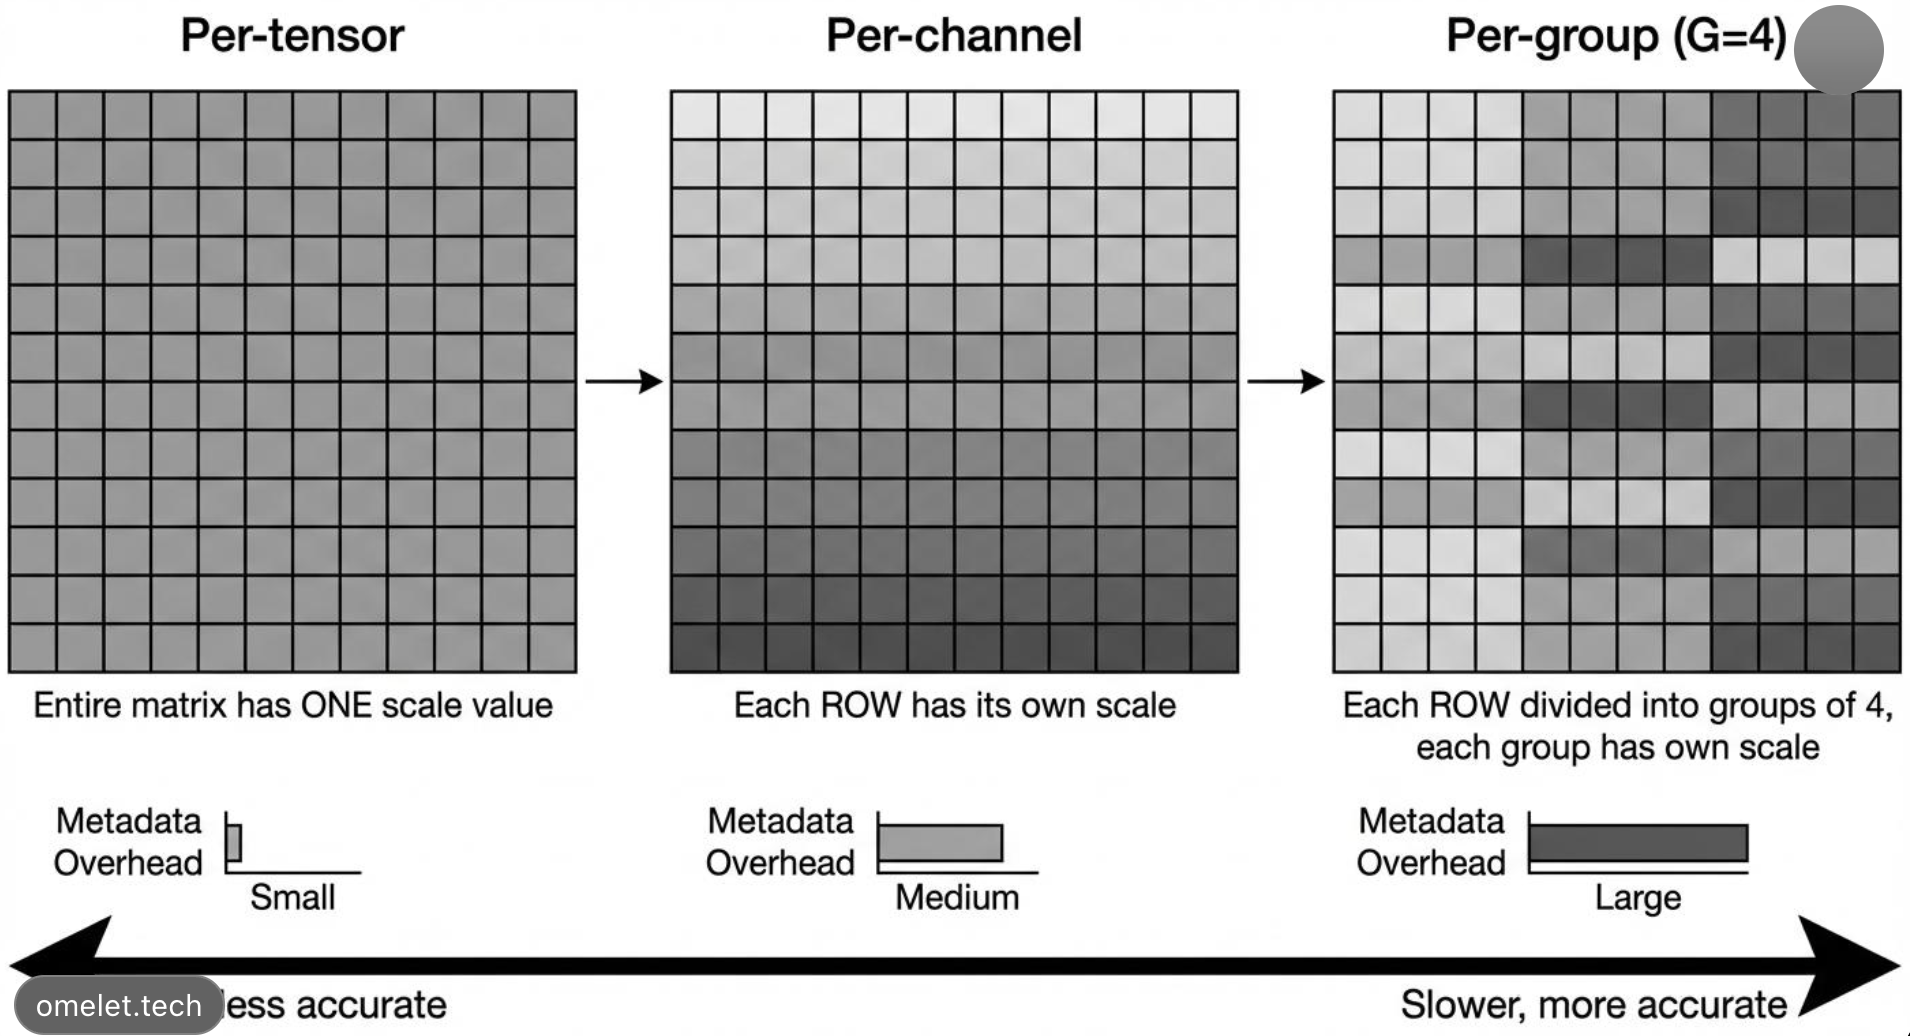 Per-tensor
Per-channel
Per-group (G=4)
Entire matrix has ONE scale value
Each ROW has its own scale
Each ROW divided into groups of 4,
each group has own scale
Metadata
Overhead
Small
Metadata
Overhead
Medium
Metadata
Overhead
Large
less accurate
Slower, more accurate
omelet.tech